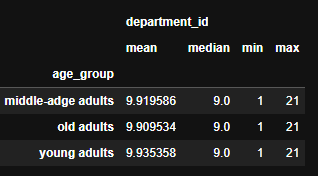 department_id
mean median min max
age_group
middle-adge adults 9.919586 9.0 1 21
old adults 9.909534 9.0 1 21
young adults 9.935358 9.0 1 21